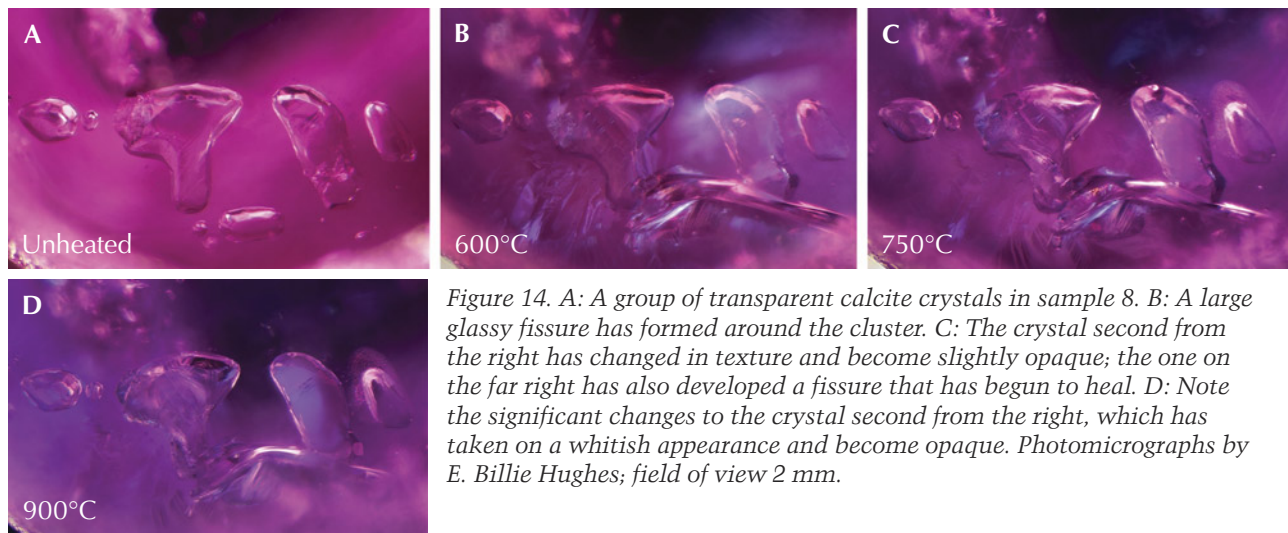 A
Unheated
B
600°C
C
750°C
D
900°C
Figure 14. A: A group of transparent calcite crystals in sample 8. B: A large
glassy fissure has formed around the cluster. C: The crystal second from
the right has changed in texture and become slightly opaque; the one on
the far right has also developed a fissure that has begun to heal. D: Note
the significant changes to the crystal second from the right, which has
taken on a whitish appearance and become opaque. Photomicrographs by
E. Billie Hughes; field of view 2 mm.